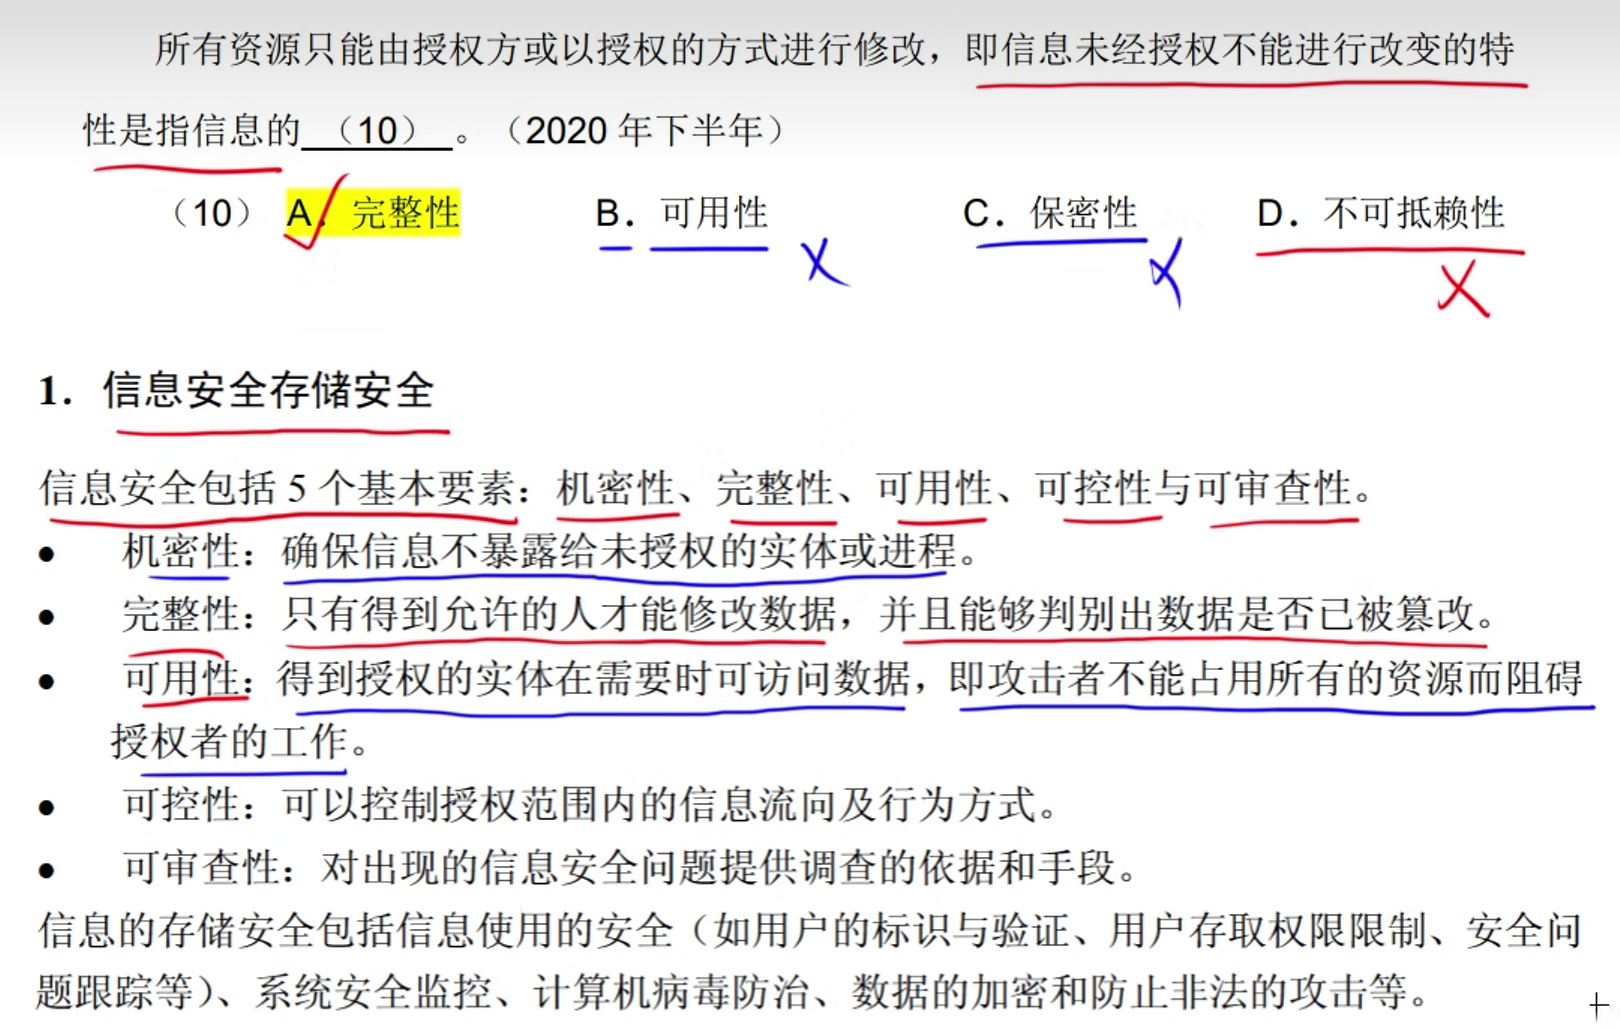 所有资源只能由授权方或以授权的方式进行修改，即信息未经授权不能进行改变的特
性是指信息的（10）。（2020 年下半年）
（10） A．完整性 B．可用性 C．保密性 D．不可抵赖性
1．信息安全存储安全
信息安全包括 5 个基本要素：机密性、完整性、可用性、可控性与可审查性。
● 机密性：确保信息不暴露给未授权的实体或进程。
● 完整性：只有得到允许的人才能修改数据，并且能够判别出数据是否已被篡改。
● 可用性：得到授权的实体在需要时可访问数据，即攻击者不能占用所有的资源而阻碍
授权者的工作。
● 可控性：可以控制授权范围内的信息流向及行为方式。
● 可审查性：对出现的信息安全问题提供调查的依据和手段。
信息的存储安全包括信息使用的安全（如用户的标识与验证、用户存取权限限制、安全问
题跟踪等）、系统安全监控、计算机病毒防治、数据的加密和防止非法的攻击等。